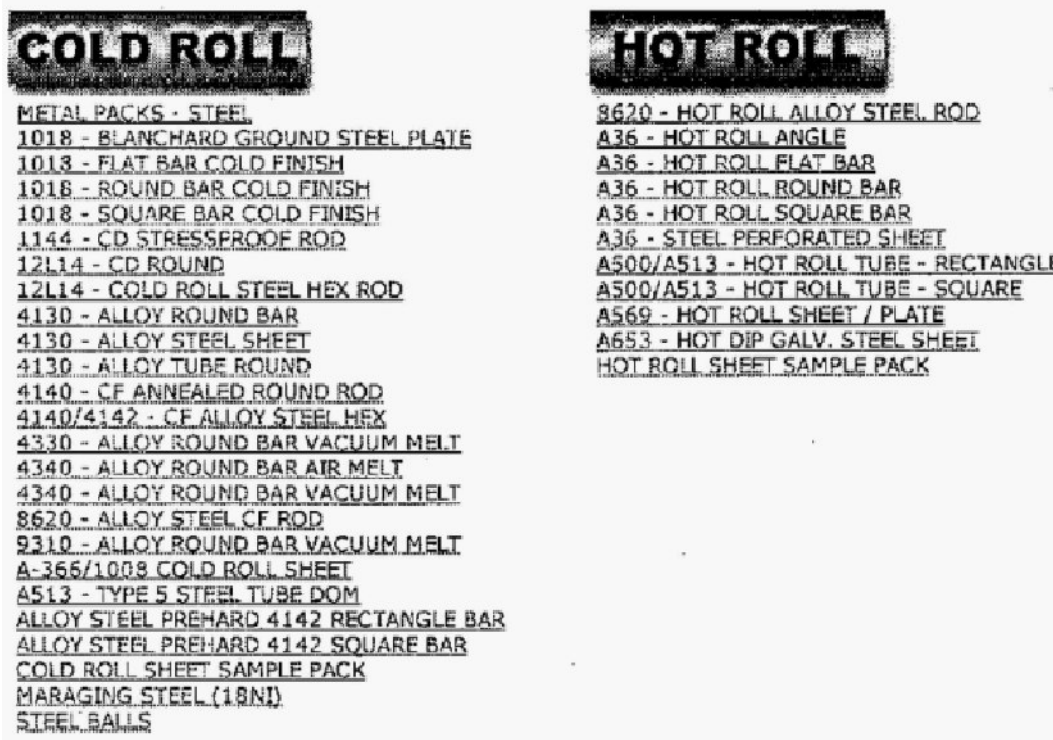 COLD ROLL
METAL PACKS - STEEL
1018 - BLANCHARD GROUND STEEL PLATE
1018 - FLAT BAR COLD FINISH
1018 - ROUND BAR COLD FINISH
1018 - SQUARE BAR COLD FINISH
1144 - CD STRESSPROOF ROD
12L14 - CD ROUND
12L14 - COLD ROLL STEEL HEX ROD
4130 - ALLOY ROUND BAR
4130 - ALLOY STEEL SHEET
4130 - ALLOY TUBE ROUND
4140 - CF ANNEALED ROUND ROD
4140/4142 - CF ALLOY STEEL HEX
4330 - ALLOY ROUND BAR VACUUM MELT
4340 - ALLOY ROUND BAR AIR MELT
4340 - ALLOY ROUND BAR VACUUM MELT
8620 - ALLOY STEEL CF ROD
9310 - ALLOY ROUND BAR VACUUM MELT
A-366/1008 COLD ROLL SHEET
A513 - TYPE 5 STEEL TUBE DOM
ALLOY STEEL PREHARD 4142 RECTANGLE BAR
ALLOY STEEL PREHARD 4142 SQUARE BAR
COLD ROLL SHEET SAMPLE PACK
MARAGING STEEL (18NI)
STEEL BALLS
HOT ROLL
8620 - HOT ROLL ALLOY STEEL ROD
A36 - HOT ROLL ANGLE
A36 - HOT ROLL FLAT BAR
A36 - HOT ROLL ROUND BAR
A36 - HOT ROLL SQUARE BAR
A36 - STEEL PERFORATED SHEET
A500/A513 - HOT ROLL TUBE - RECTANGLE
A500/A513 - HOT ROLL TUBE - SQUARE
A569 - HOT ROLL SHEET / PLATE
A653 - HOT DIP GALV. STEEL SHEET
HOT ROLL SHEET SAMPLE PACK